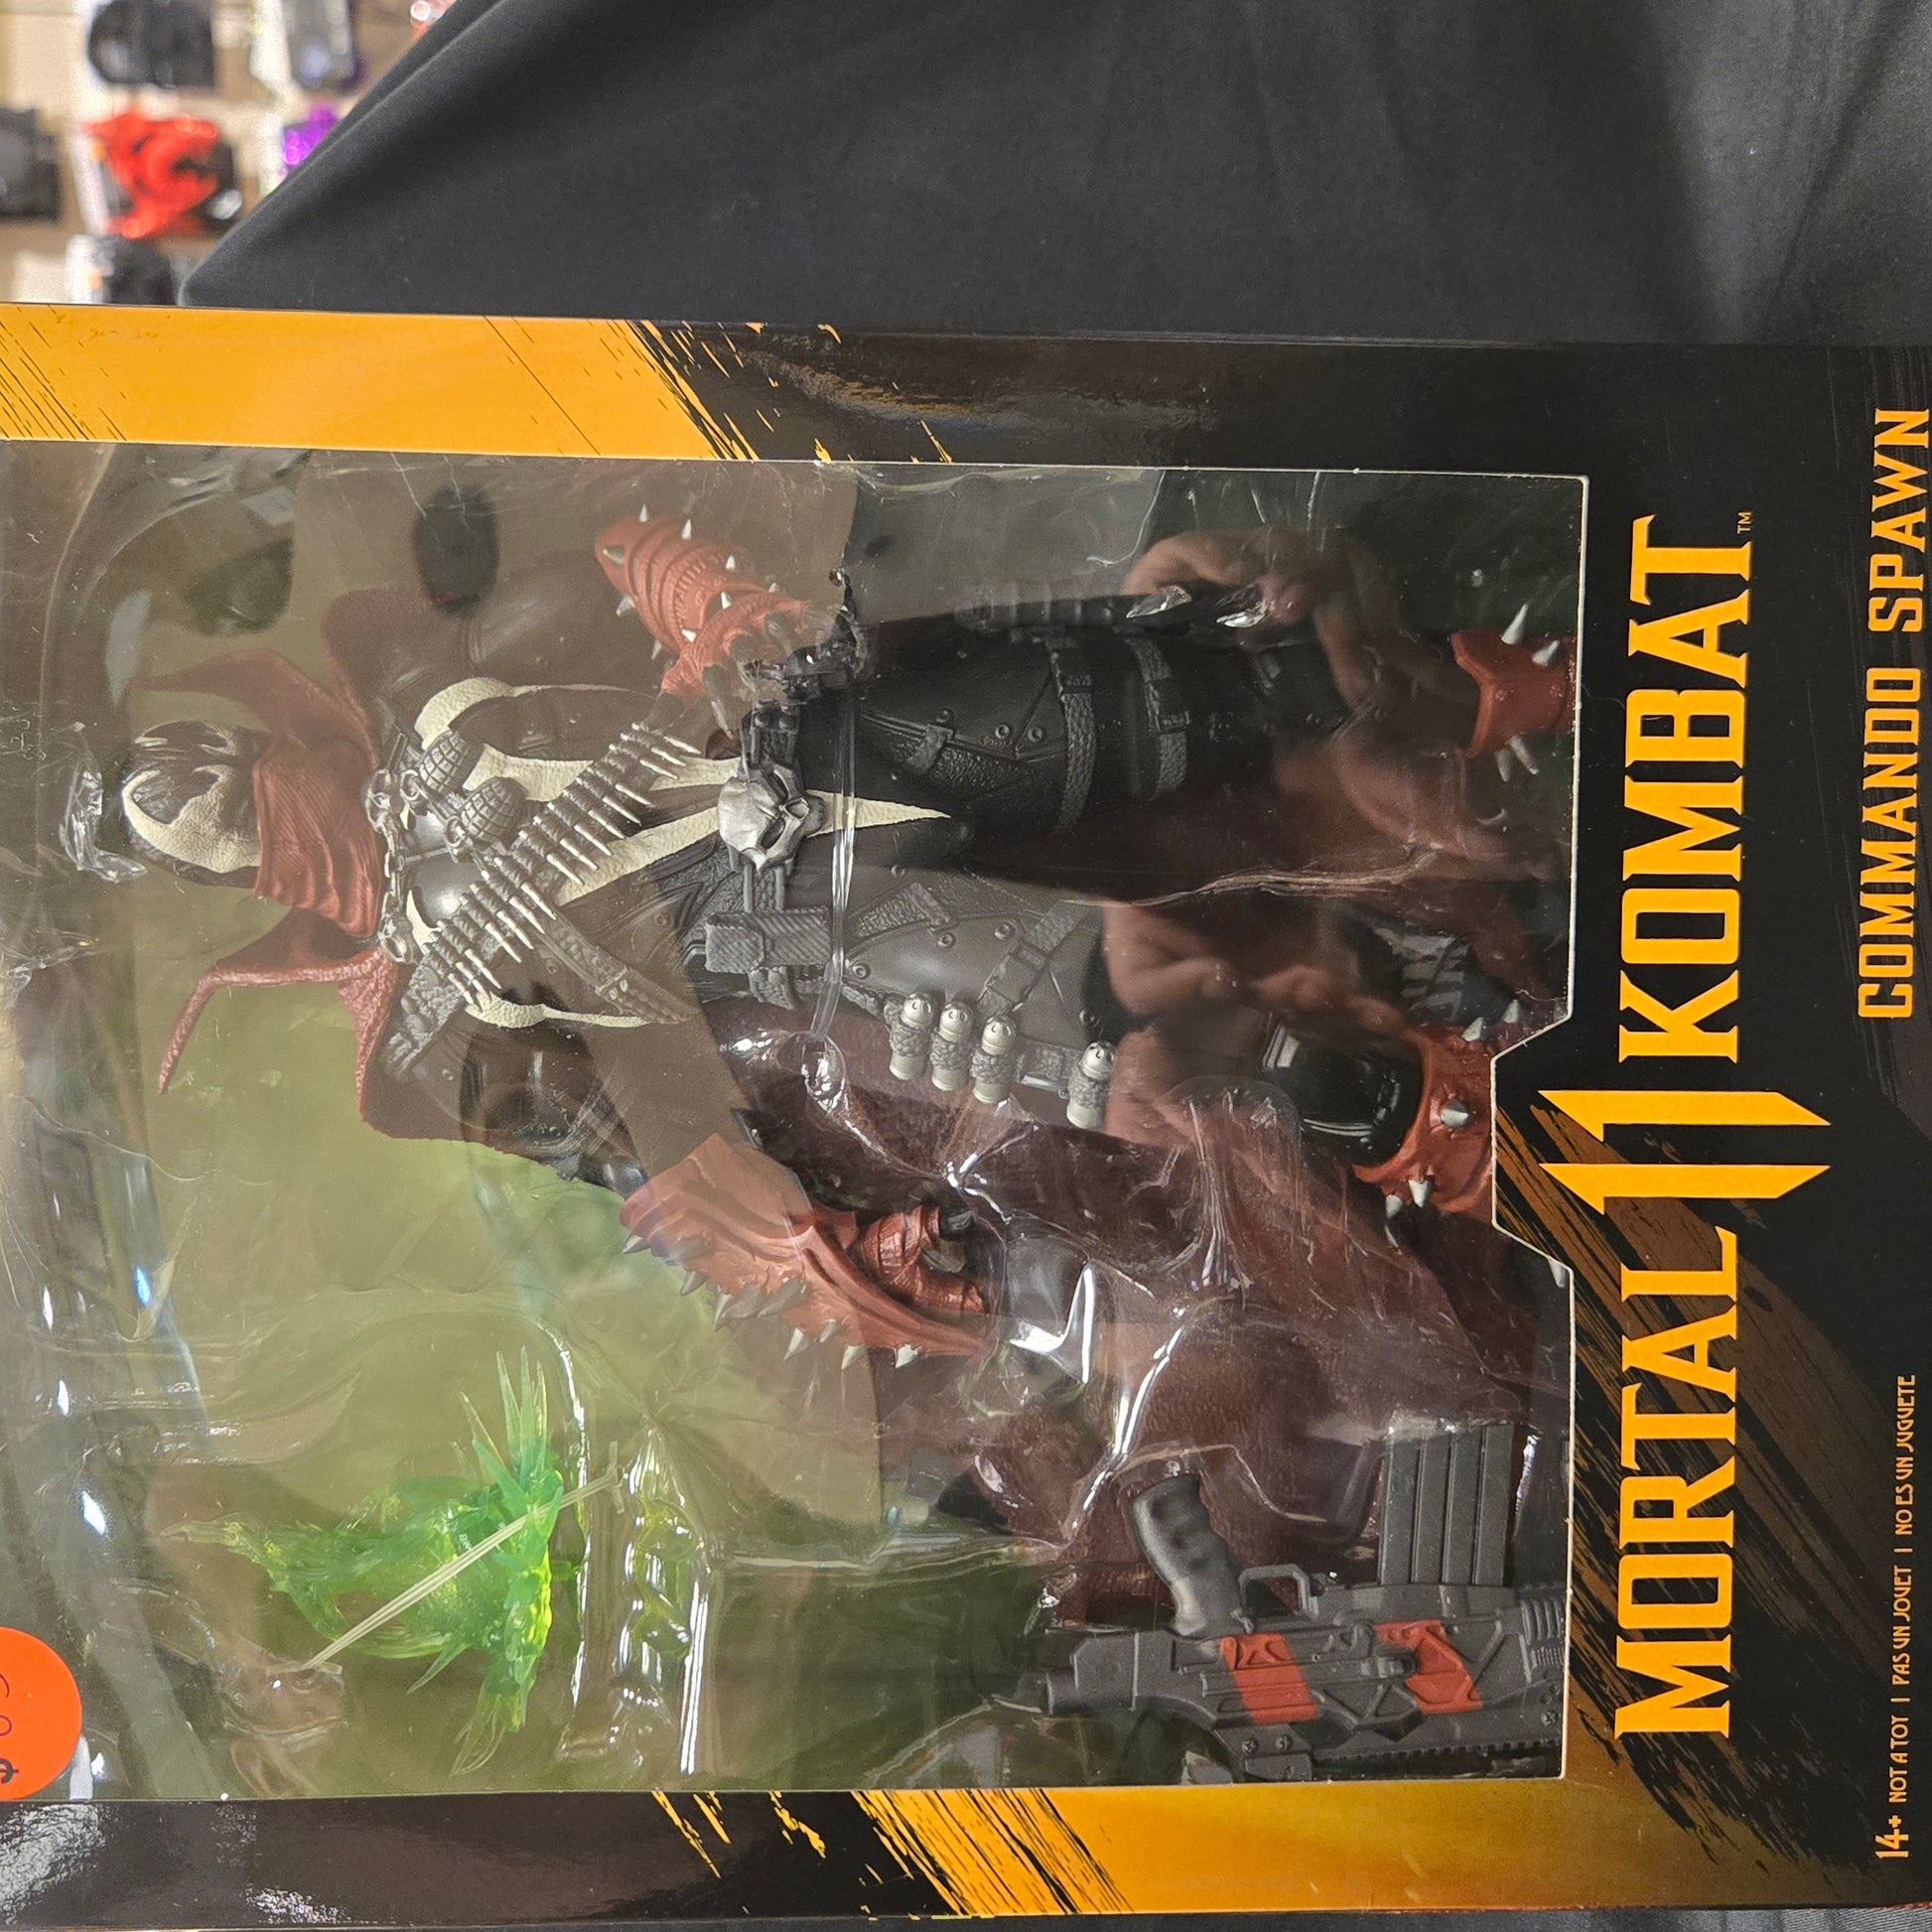 MORTAL 11 KOMBAT™
COMMANDO SPAWN
14+ NOT A TOY | PAS UN JOUET | NO ES UN JUGUETE